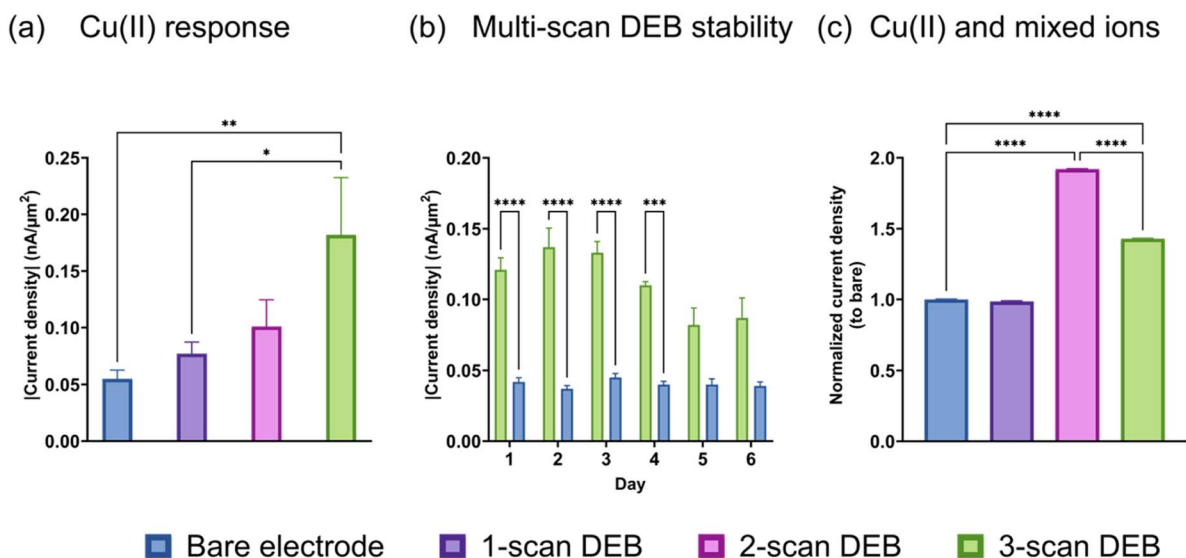 (a) Cu(II) response
(b) Multi-scan DEB stability
(c) Cu(II) and mixed ions
|Current density| (nA/μm²)
0.25
0.20
0.15
0.10
0.05
0.00
**
*
|Current density| (nA/μm²)
0.20
0.15
0.10
0.05
0.00
**** **** **** ***
1 2 3 4 5 6
Day
Normalized current density
(to bare)
2.0
1.5
1.0
0.5
0.0
****
**** ****
Bare electrode 1-scan DEB 2-scan DEB 3-scan DEB